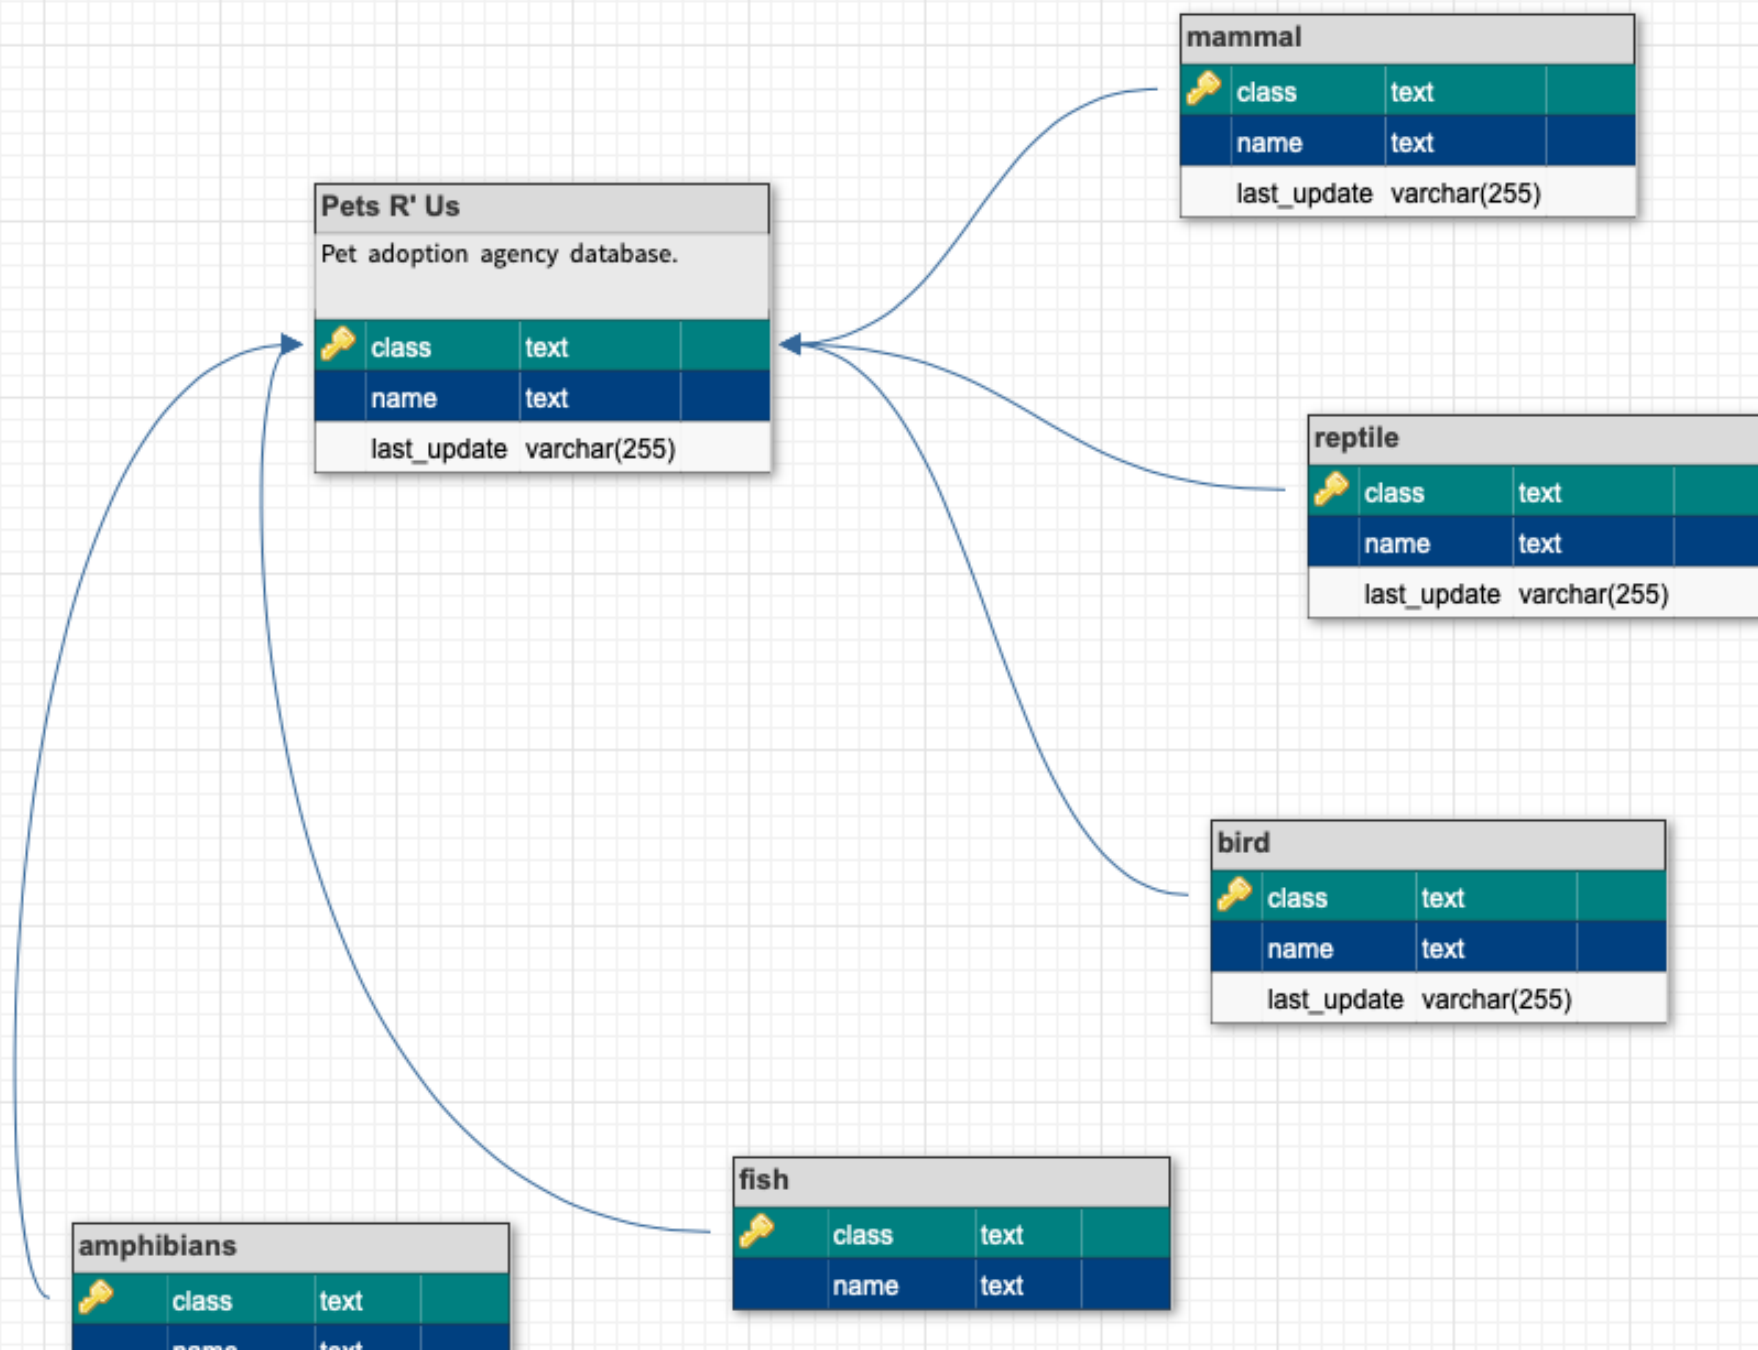 mammal
class text
name text
last_update varchar(255)
Pets R' Us
Pet adoption agency database.
class text
name text
last_update varchar(255)
reptile
class text
name text
last_update varchar(255)
bird
class text
name text
last_update varchar(255)
fish
class text
name text
amphibians
class text
name text